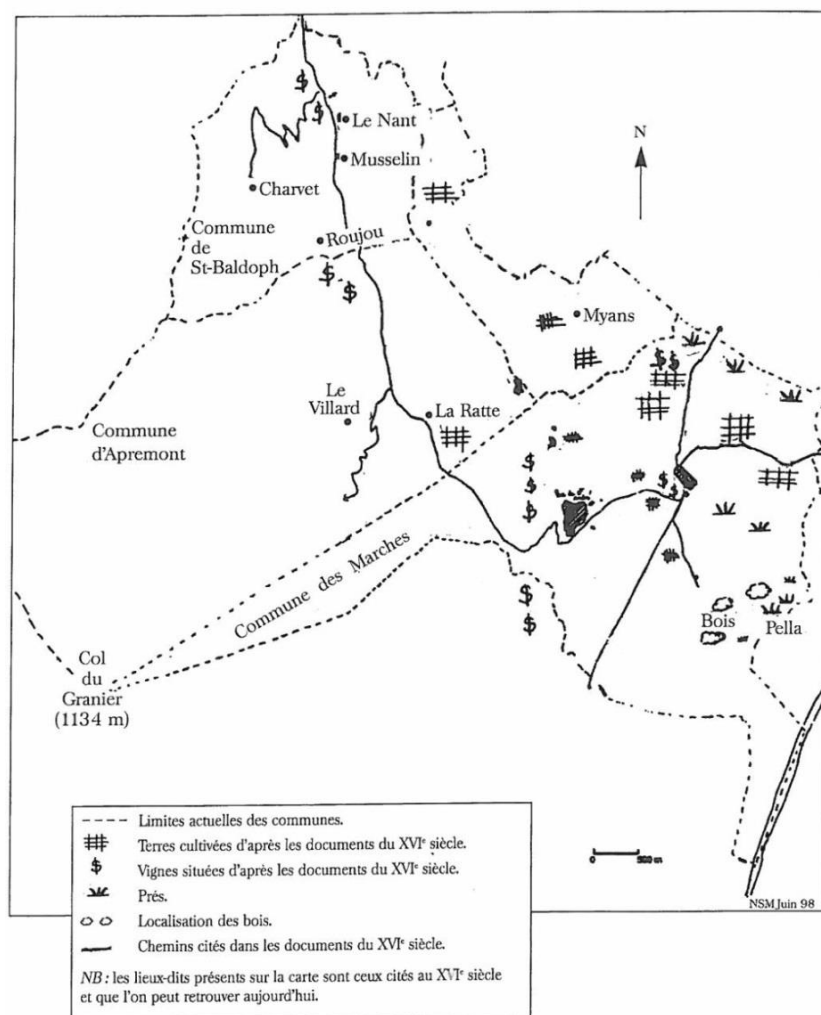 Le Nant
Musselin
N
Charvet
Commune
de
St-Baldoph
Roujou
Myans
Le
Villard
La Ratte
Commune
d'Apremont
Commune des Marches
Bois
Pella
Col
du
Granier
(1134 m)
- - - - - Limites actuelles des communes.
Terres cultivées d'après les documents du XVIe siècle.
Vignes situées d'après les documents du XVIe siècle.
Prés.
Localisation des bois.
Chemins cités dans les documents du XVIe siècle.
NB : les lieux-dits présents sur la carte sont ceux cités au XVIe siècle
et que l'on peut retrouver aujourd'hui.
0 500 m
NSM Juin 98